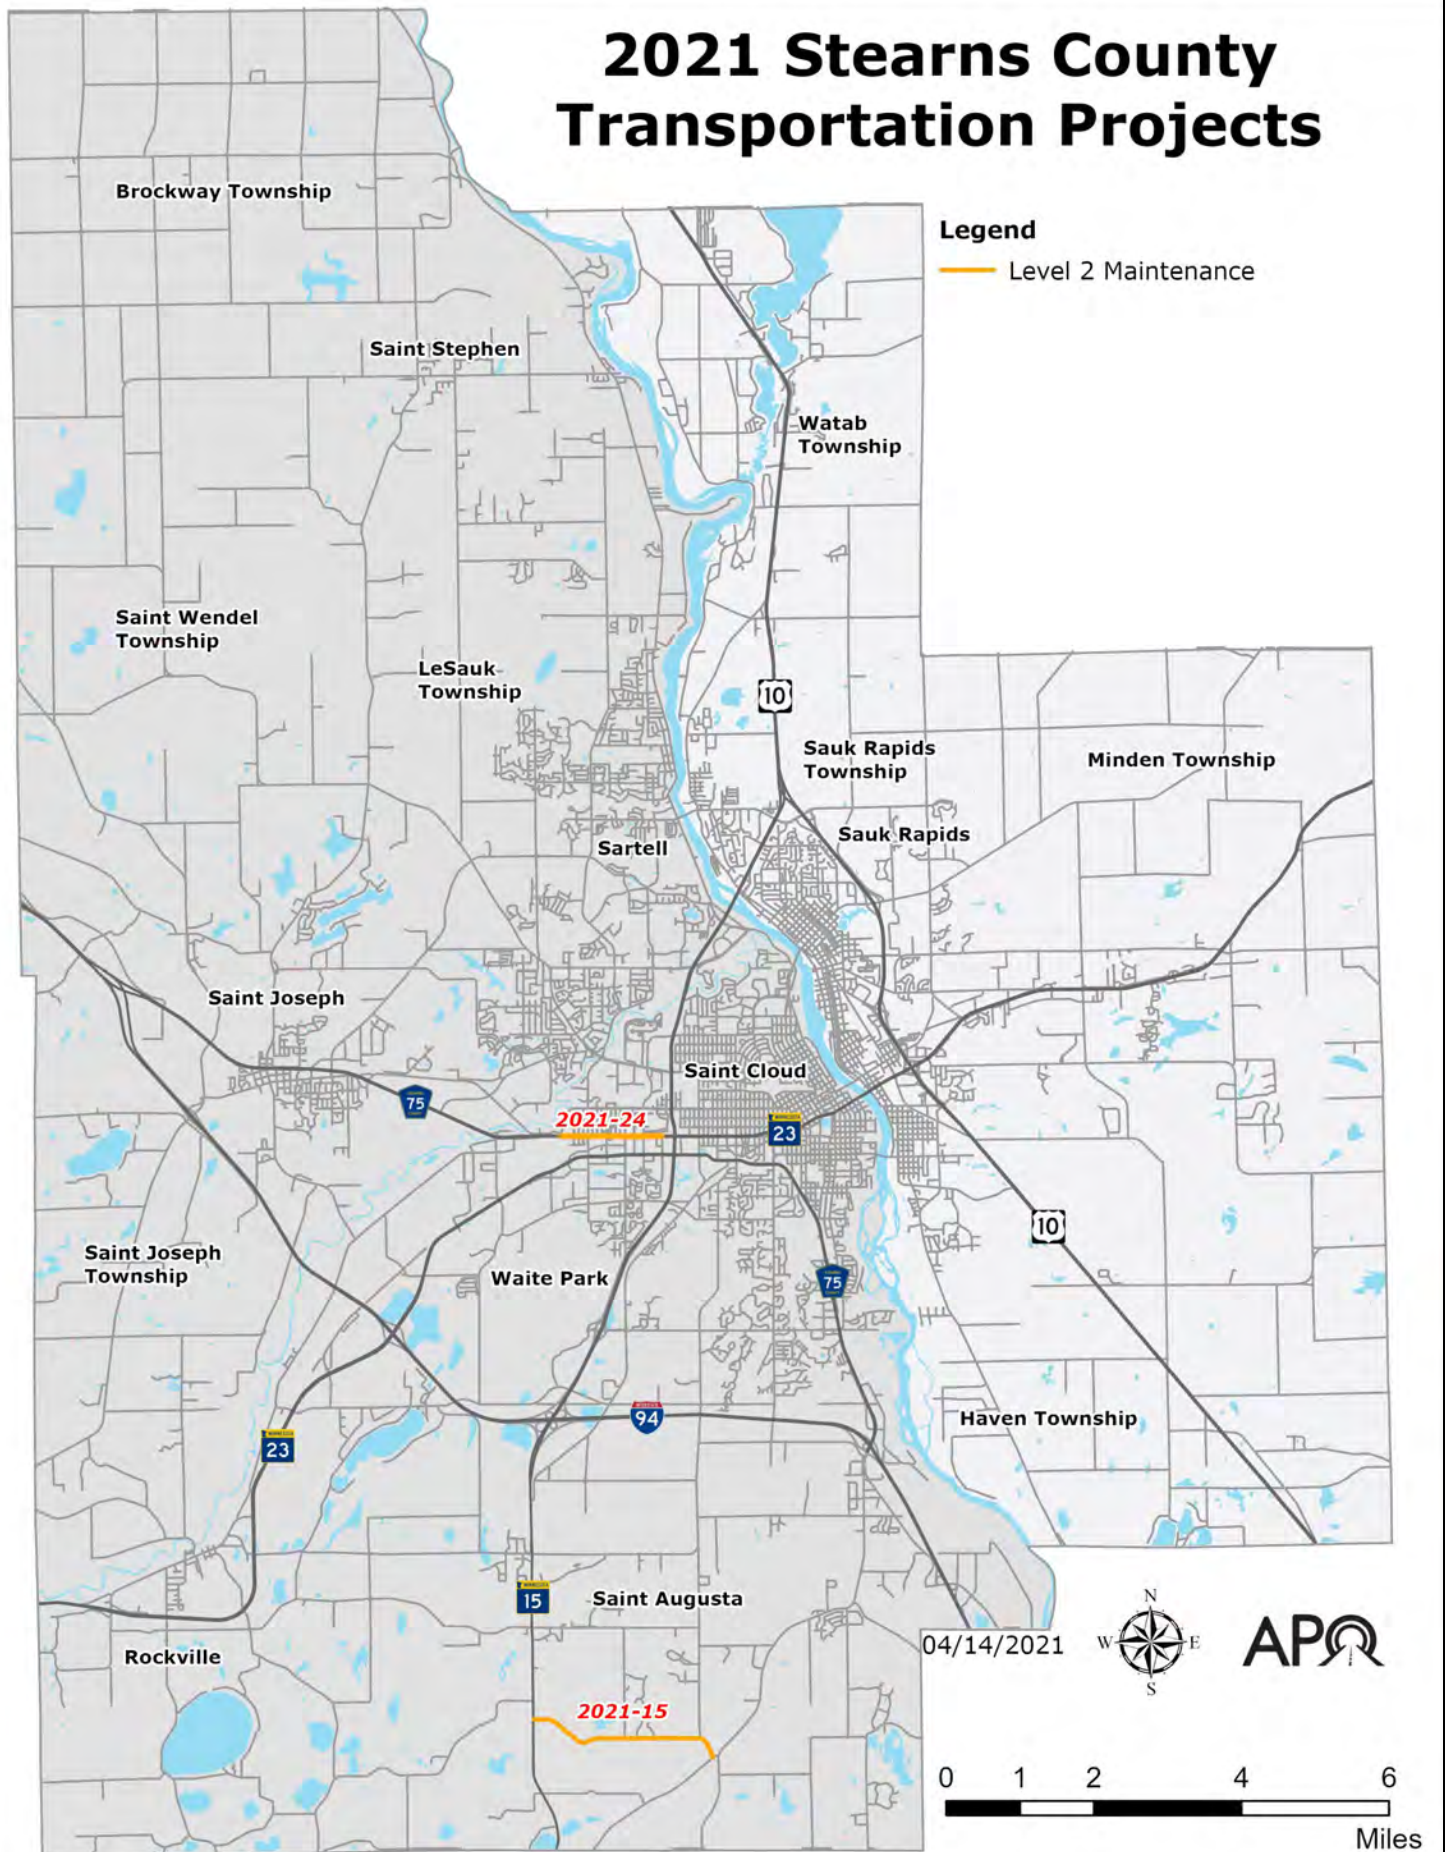 2021 Stearns County
Transportation Projects
Legend
Level 2 Maintenance
Brockway Township
Saint Stephen
Watab
Township
Saint Wendel
Township
LeSauk
Township
10
Sauk Rapids
Township
Minden Township
Sauk Rapids
Sartell
Saint Joseph
Saint Cloud
75
2021-24
MINNESOTA
23
10
Saint Joseph
Township
Waite Park
75
94
Haven Township
MINNESOTA
23
MINNESOTA
15
Saint Augusta
Rockville
04/14/2021
N
W
E
S
APO
2021-15
0 1 2 4 6
Miles